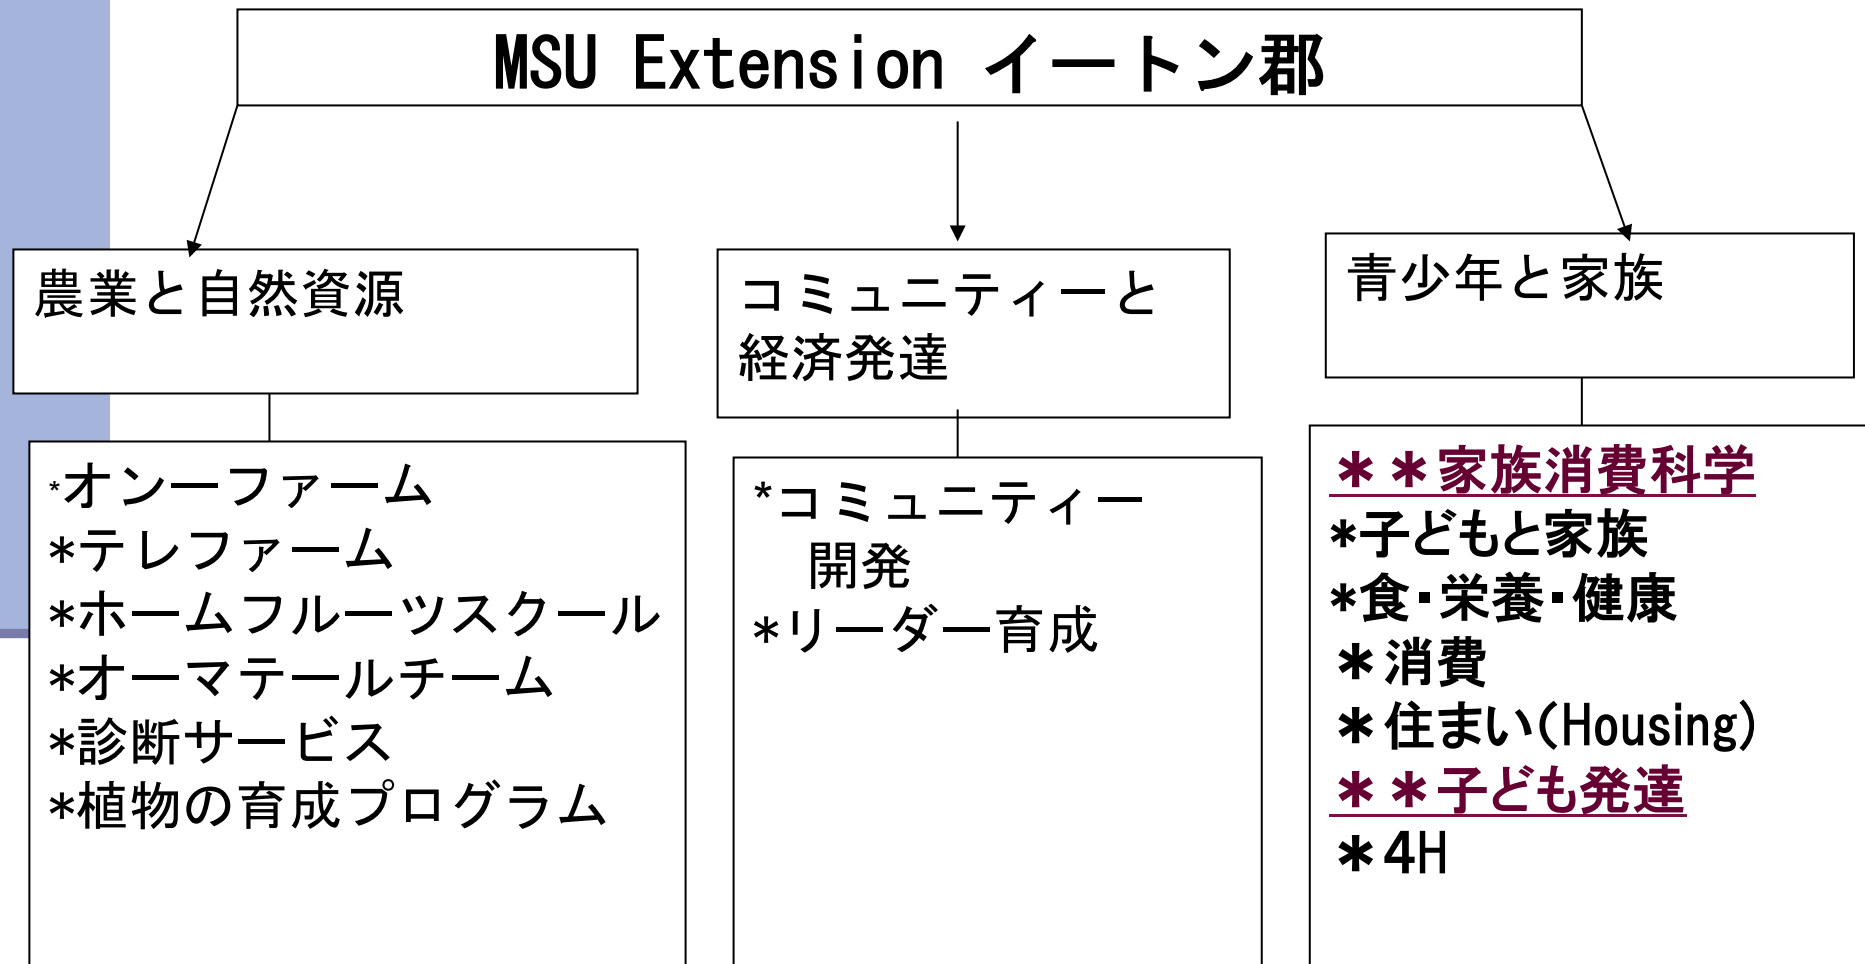 MSU Extension イートン郡
農業と自然資源
コミュニティーと
経済発達
青少年と家族
*オンーファーム
*テレファーム
*ホームフルーツスクール
*オーマテールチーム
*診断サービス
*植物の育成プログラム
*コミュニティー
開発
*リーダー育成
＊＊家族消費科学
*子どもと家族
*食・栄養・健康
＊消費
＊住まい(Housing)
＊＊子ども発達
＊4H